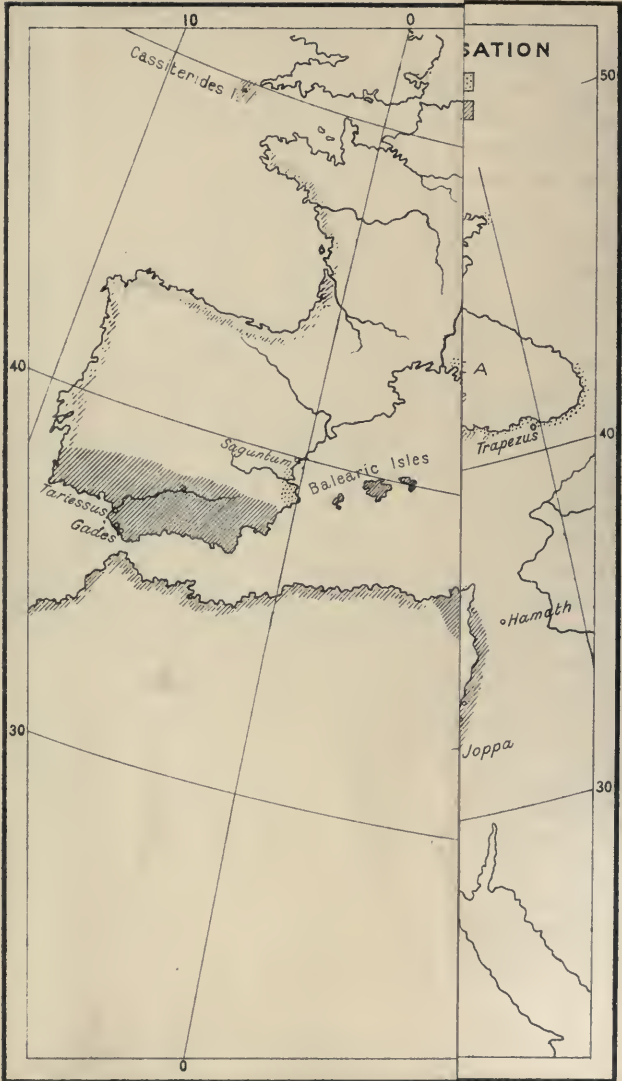 10
0
SATION
50
Cassiterides I.
40
A
Trapezus
40
Saguntum
Balearic Isles
Tartessus
Gades
Hamath
30
Joppa
30
0